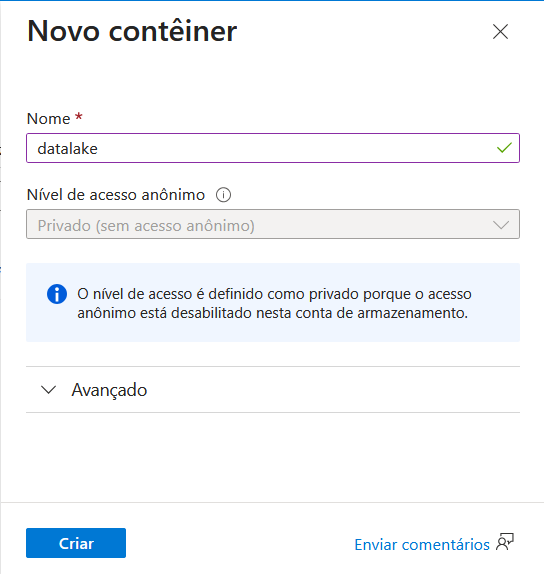 Novo contêiner
Nome *
datalake
Nível de acesso anônimo
Privado (sem acesso anônimo)
O nível de acesso é definido como privado porque o acesso
anônimo está desabilitado nesta conta de armazenamento.
Avançado
Criar
Enviar comentários